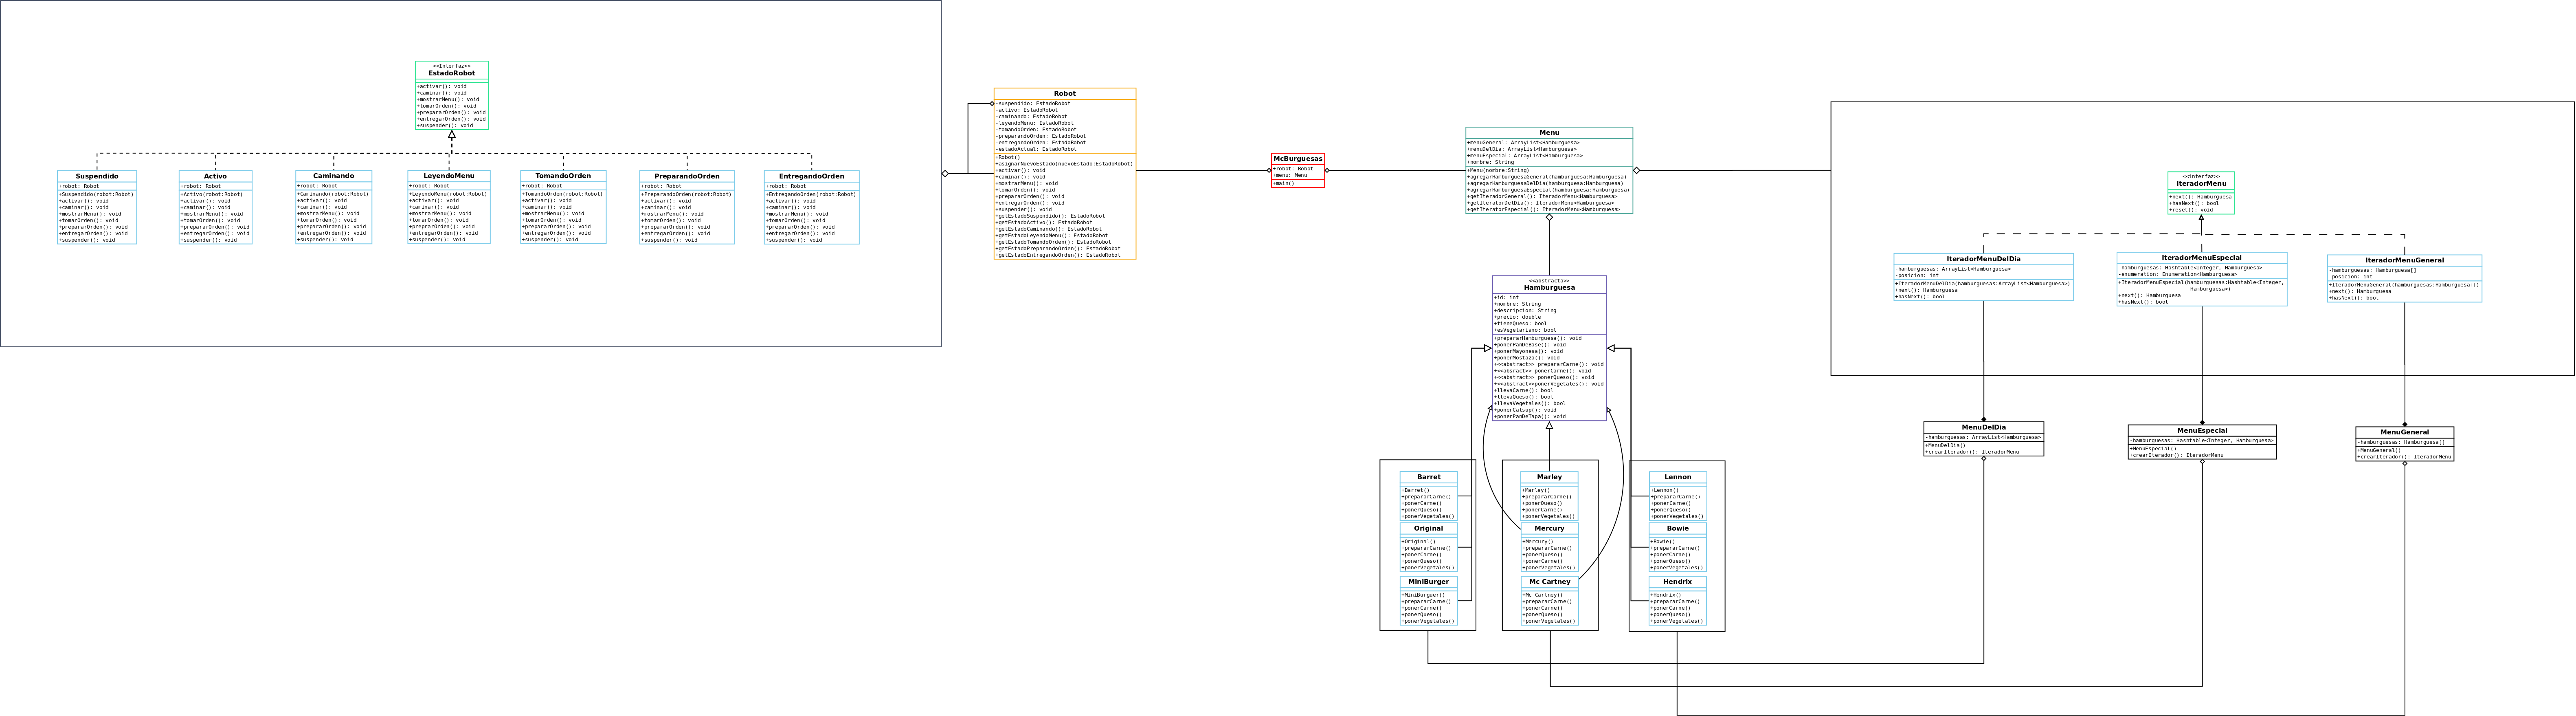 <<Interfaz>>
EstadoRobot
+activar(): void
+caminar(): void
+mostrarMenu(): void
+tomarOrden(): void
+prepararOrden(): void
+entregarOrden(): void
+suspender(): void
Suspendido
+robot: Robot
+Suspendido(robot:Robot)
+activar(): void
+caminar(): void
+mostrarMenu(): void
+tomarOrden(): void
+prepararOrden(): void
+entregarOrden(): void
+suspender(): void
Activo
+robot: Robot
+Activo(robot:Robot)
+activar(): void
+caminar(): void
+mostrarMenu(): void
+tomarOrden(): void
+prepararOrden(): void
+entregarOrden(): void
+suspender(): void
Caminando
+robot: Robot
+Caminando(robot:Robot)
+activar(): void
+caminar(): void
+mostrarMenu(): void
+tomarOrden(): void
+prepararOrden(): void
+entregarOrden(): void
+suspender(): void
LeyendoMenu
+robot: Robot
+LeyendoMenu(robot:Robot)
+activar(): void
+caminar(): void
+mostrarMenu(): void
+tomarOrden(): void
+preprarOrden(): void
+entregarOrden(): void
+suspender(): void
TomandoOrden
+robot: Robot
+TomandoOrden(robot:Robot)
+activar(): void
+caminar(): void
+mostrarMenu(): void
+tomarOrden(): void
+prepararOrden(): void
+entregarOrden(): void
+suspender(): void
PreparandoOrden
+robot: Robot
+PreparandoOrden(robot:Robot)
+activar(): void
+caminar(): void
+mostrarMenu(): void
+tomarOrden(): void
+prepararOrden(): void
+entregarOrden(): void
+suspender(): void
EntregandoOrden
+robot: Robot
+EntregandoOrden(robot:Robot)
+activar(): void
+caminar(): void
+mostrarMenu(): void
+tomarOrden(): void
+prepararOrden(): void
+entregarOrden(): void
+suspender(): void
Robot
-suspendido: EstadoRobot
-activo: EstadoRobot
-caminando: EstadoRobot
-leyendoMenu: EstadoRobot
-tomandoOrden: EstadoRobot
-preparandoOrden: EstadoRobot
-entregandoOrden: EstadoRobot
-estadoActual: EstadoRobot
+Robot()
+asignarNuevoEstado(nuevoEstado:EstadoRobot)
+activar(): void
+caminar(): void
+mostrarMenu(): void
+tomarOrden(): void
+prepararOrden(): void
+entregarOrden(): void
+suspender(): void
+getEstadoSuspendido(): EstadoRobot
+getEstadoActivo(): EstadoRobot
+getEstadoCaminando(): EstadoRobot
+getEstadoLeyendoMenu(): EstadoRobot
+getEstadoTomandoOrden(): EstadoRobot
+getEstadoPreparandoOrden(): EstadoRobot
+getEstadoEntregandoOrden(): EstadoRobot
McBurguesas
+robot: Robot
+menu: Menu
+main()
Menu
+menuGeneral: ArrayList<Hamburguesa>
+menuDelDia: ArrayList<Hamburguesa>
+menuEspecial: ArrayList<Hamburguesa>
+nombre: String
+Menu(nombre:String)
+agregarHamburguesaGeneral(hamburguesa:Hamburguesa)
+agregarHamburguesaDelDia(hamburguesa:Hamburguesa)
+agregarHamburguesaEspecial(hamburguesa:Hamburguesa)
+getIteradorGeneral(): IteradorMenu<Hamburguesa>
+getIteratorDelDia(): IteradorMenu<Hamburguesa>
+getIteratorEspecial(): IteradorMenu<Hamburguesa>
<<abstracta>>
Hamburguesa
+id: int
+nombre: String
+descripcion: String
+precio: double
+tieneQueso: bool
+esVegetariano: bool
+prepararHamburguesa(): void
+ponerPanDeBase(): void
+ponerMayonesa(): void
+ponerMostaza(): void
+<<abstract>> prepararCarne(): void
+<<absract>> ponerCarne(): void
+<<abstract>> ponerQueso(): void
+<<abstract>>ponerVegetales(): void
+llevaCarne(): bool
+llevaQueso(): bool
+llevaVegetales(): bool
+ponerCatsup(): void
+ponerPanDeTapa(): void
Barret
+Barret()
+prepararCarne()
+ponerCarne()
+ponerQueso()
+ponerVegetales()
Original
+Original()
+prepararCarne()
+ponerCarne()
+ponerQueso()
+ponerVegetales()
MiniBurger
+MiniBurguer()
+prepararCarne()
+ponerCarne()
+ponerQueso()
+ponerVegetales()
Marley
+Marley()
+prepararCarne()
+ponerQueso()
+ponerCarne()
+ponerVegetales()
Mercury
+Mercury()
+prepararCarne()
+ponerQueso()
+ponerCarne()
+ponerVegetales()
Mc Cartney
+Mc Cartney()
+prepararCarne()
+ponerCarne()
+ponerQueso()
+ponerVegetales()
Lennon
+Lennon()
+prepararCarne()
+ponerCarne()
+ponerQueso()
+ponerVegetales()
Bowie
+Bowie()
+prepararCarne()
+ponerCarne()
+ponerQueso()
+ponerVegetales()
Hendrix
+Hendrix()
+prepararCarne()
+ponerCarne()
+ponerQueso()
+ponerVegetales()
<<interfaz>>
IteradorMenu
+next(): Hamburguesa
+hasNext(): bool
+reset(): void
IteradorMenuDelDia
-hamburguesas: ArrayList<Hamburguesa>
-posicion: int
+IteradorMenuDelDia(hamburguesas:ArrayList<Hamburguesa>)
+next(): Hamburguesa
+hasNext(): bool
IteradorMenuEspecial
-hamburguesas: Hashtable<Integer, Hamburguesa>
-enumeration: Enumeration<Hamburguesa>
+IteradorMenuEspecial(hamburguesas:Hashtable<Integer,
Hamburguesa>)
+next(): Hamburguesa
+hasNext(): bool
IteradorMenuGeneral
-hamburguesas: Hamburguesa[]
-posicion: int
+IteradorMenuGeneral(hamburguesas:Hamburguesa[])
+next(): Hamburguesa
+hasNext(): bool
MenuDelDia
-hamburguesas: ArrayList<Hamburguesa>
+MenuDelDia()
+crearIterador(): IteradorMenu
MenuEspecial
-hamburguesas: Hashtable<Integer, Hamburguesa>
+MenuEspecial()
+crearIterador(): IteradorMenu
MenuGeneral
-hamburguesas: Hamburguesa[]
+MenuGeneral()
+crearIterador(): IteradorMenu